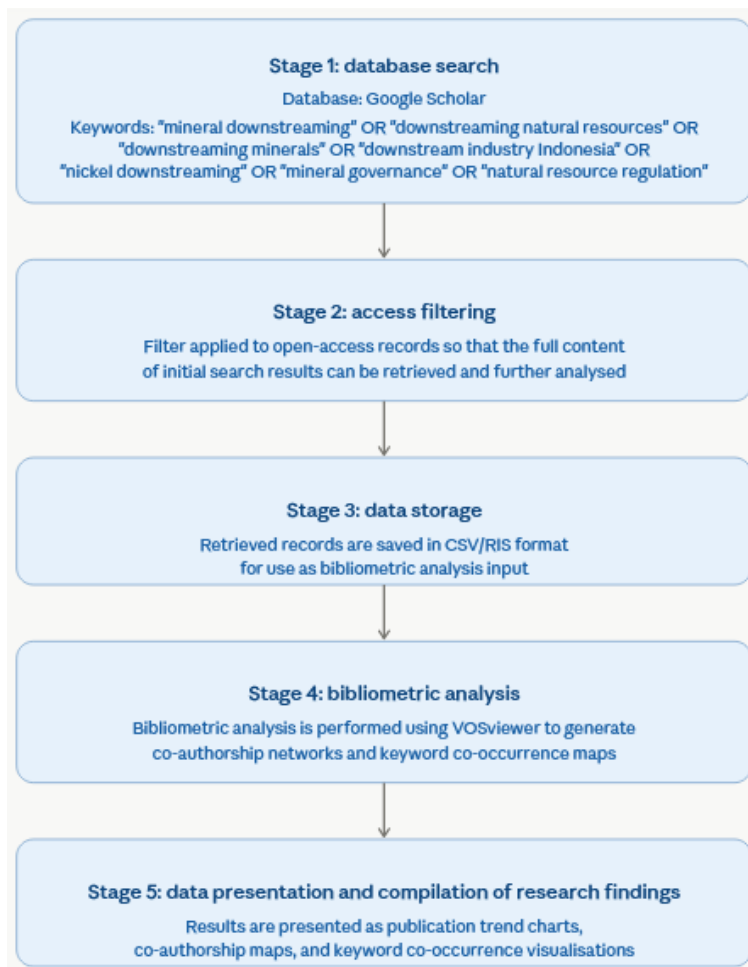 Stage 1: database search
Database: Google Scholar
Keywords: "mineral downstreaming" OR "downstreaming natural resources" OR
"downstreaming minerals" OR "downstream industry Indonesia" OR
"nickel downstreaming" OR "mineral governance" OR "natural resource regulation"
Stage 2: access filtering
Filter applied to open-access records so that the full content
of initial search results can be retrieved and further analysed
Stage 3: data storage
Retrieved records are saved in CSV/RIS format
for use as bibliometric analysis input
Stage 4: bibliometric analysis
Bibliometric analysis is performed using VOSviewer to generate
co-authorship networks and keyword co-occurrence maps
Stage 5: data presentation and compilation of research findings
Results are presented as publication trend charts,
co-authorship maps, and keyword co-occurrence visualisations